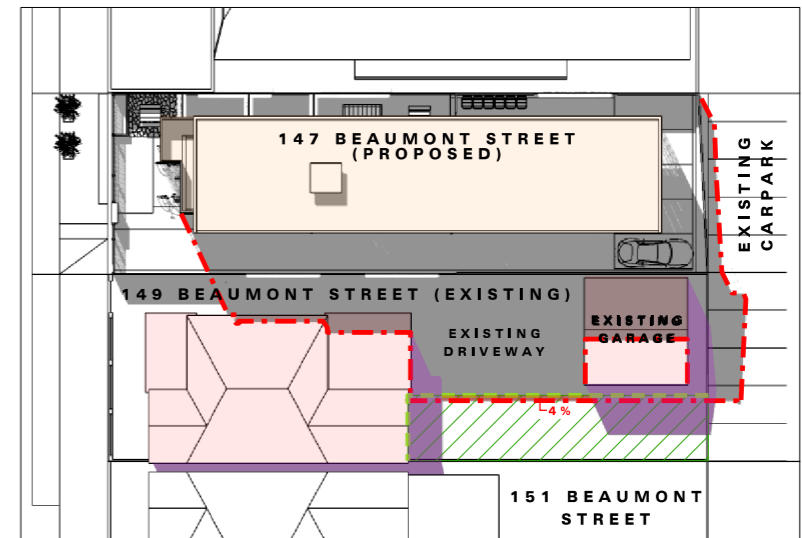 147 BEAUMONT STREET
(PROPOSED)
EXISTING
CARPARK
149 BEAUMONT STREET (EXISTING)
EXISTING
DRIVEWAY
EXISTING
GARAGE
4 %
151 BEAUMONT
STREET